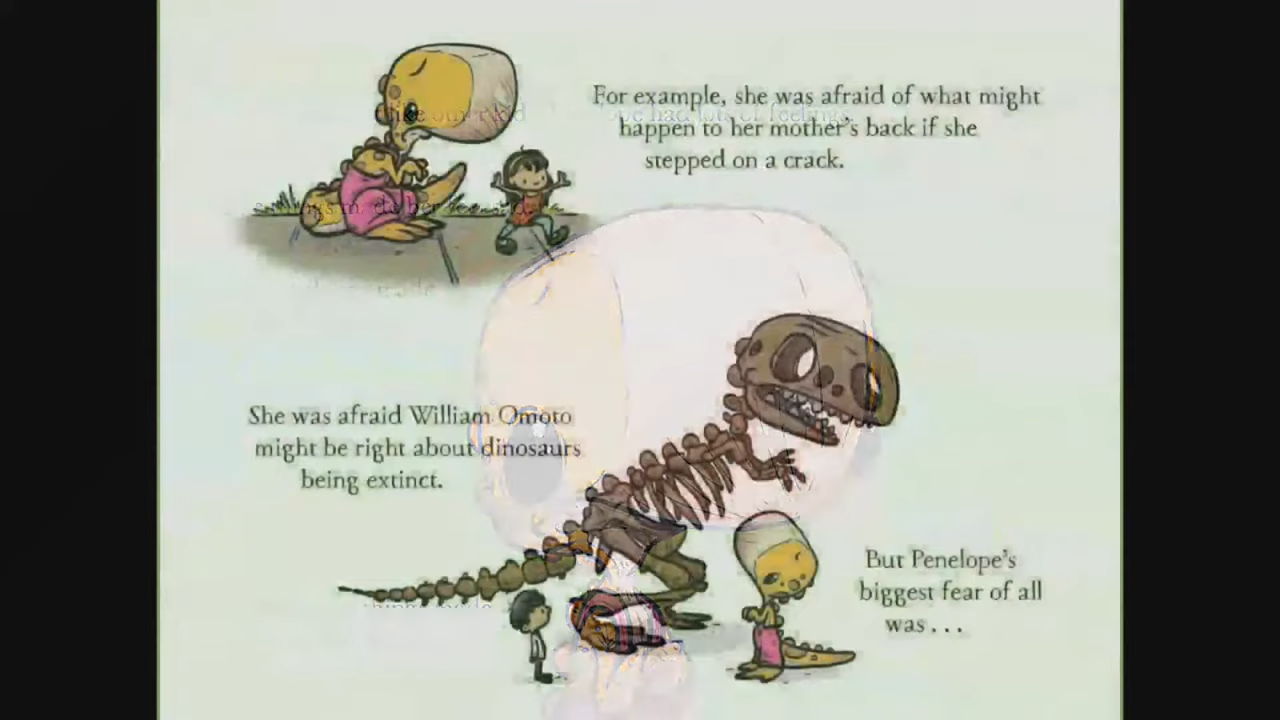 For example, she was afraid of what might
happen to her mother's back if she
stepped on a crack.
She was afraid William Omoto
might be right about dinosaurs
being extinct.
But Penelope's
biggest fear of all
was . . .